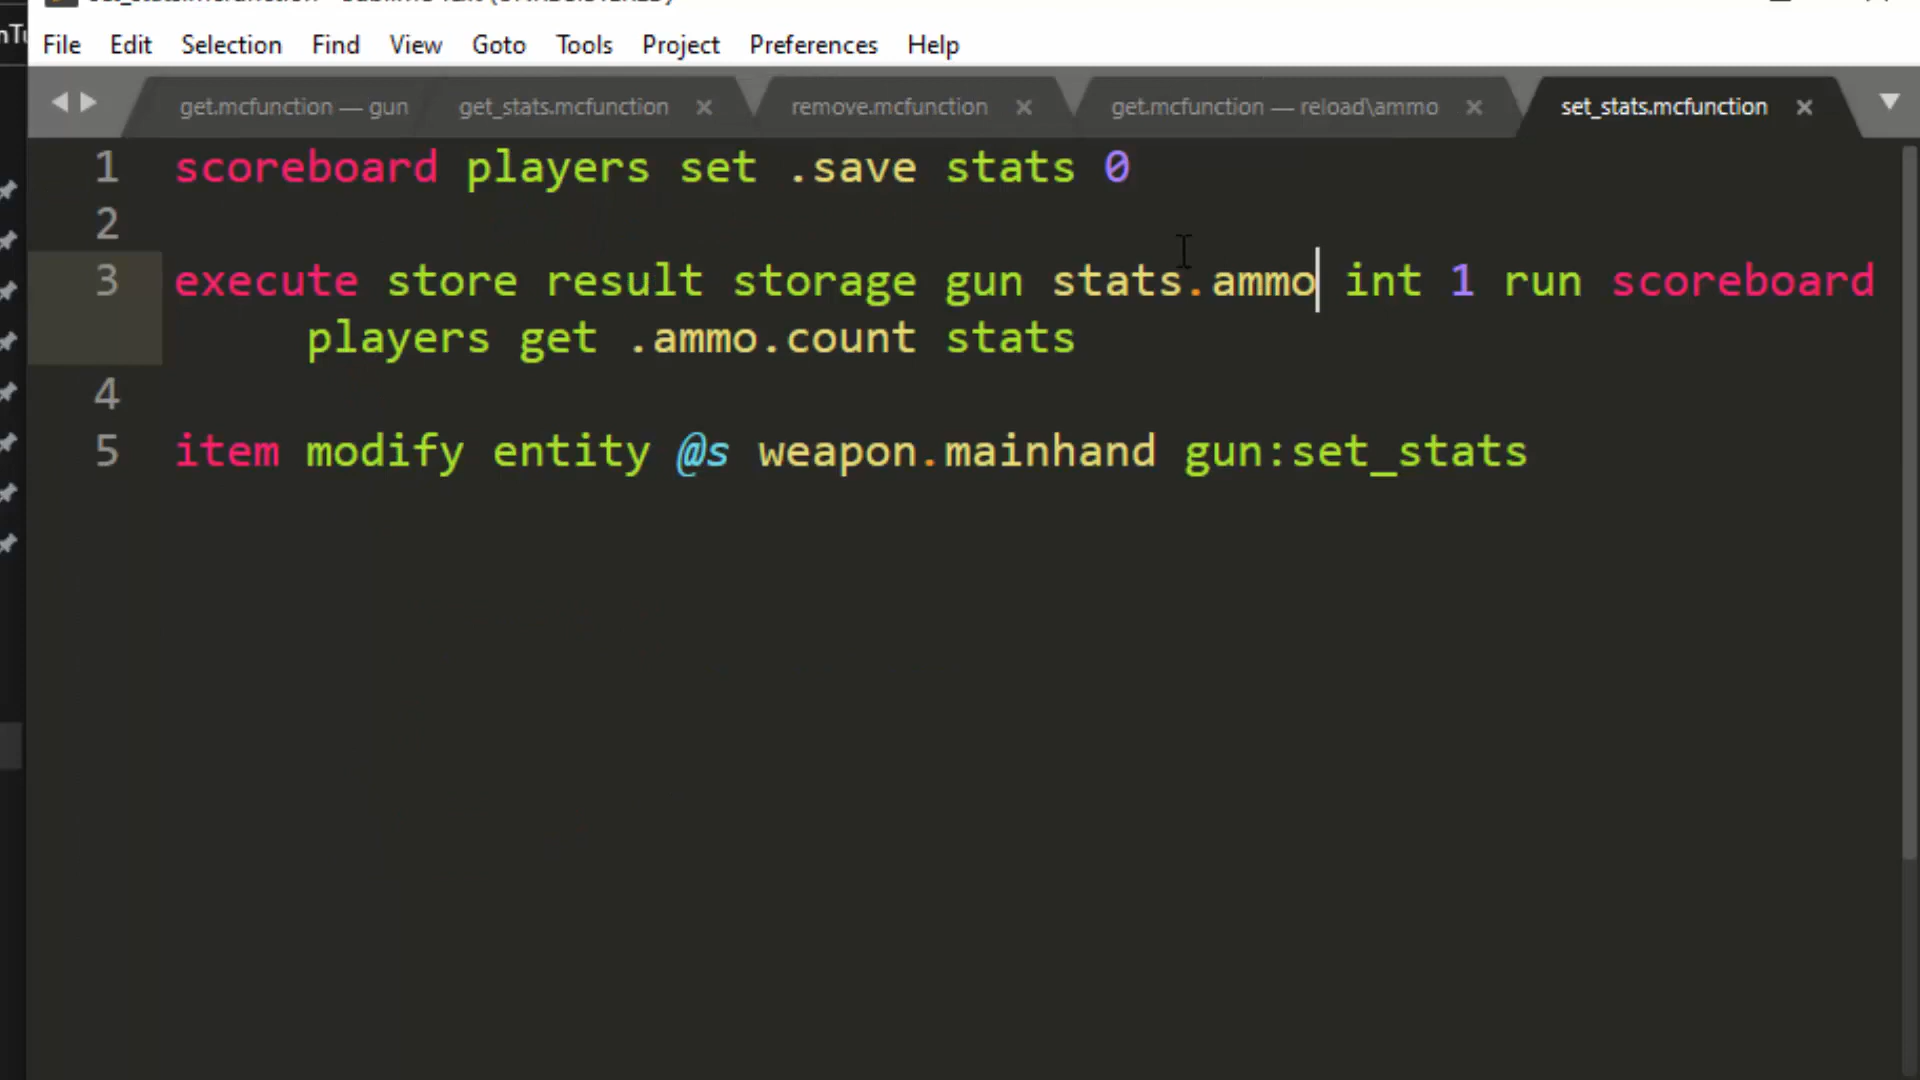 File Edit Selection Find View Goto Tools Project Preferences Help
get.mcfunction — gun get_stats.mcfunction × remove.mcfunction × get.mcfunction — reload\ammo × set_stats.mcfunction ×
1 scoreboard players set .save stats 0
2
3 execute store result storage gun stats.ammo int 1 run scoreboard
players get .ammo.count stats
4
5 item modify entity @s weapon.mainhand gun:set_stats